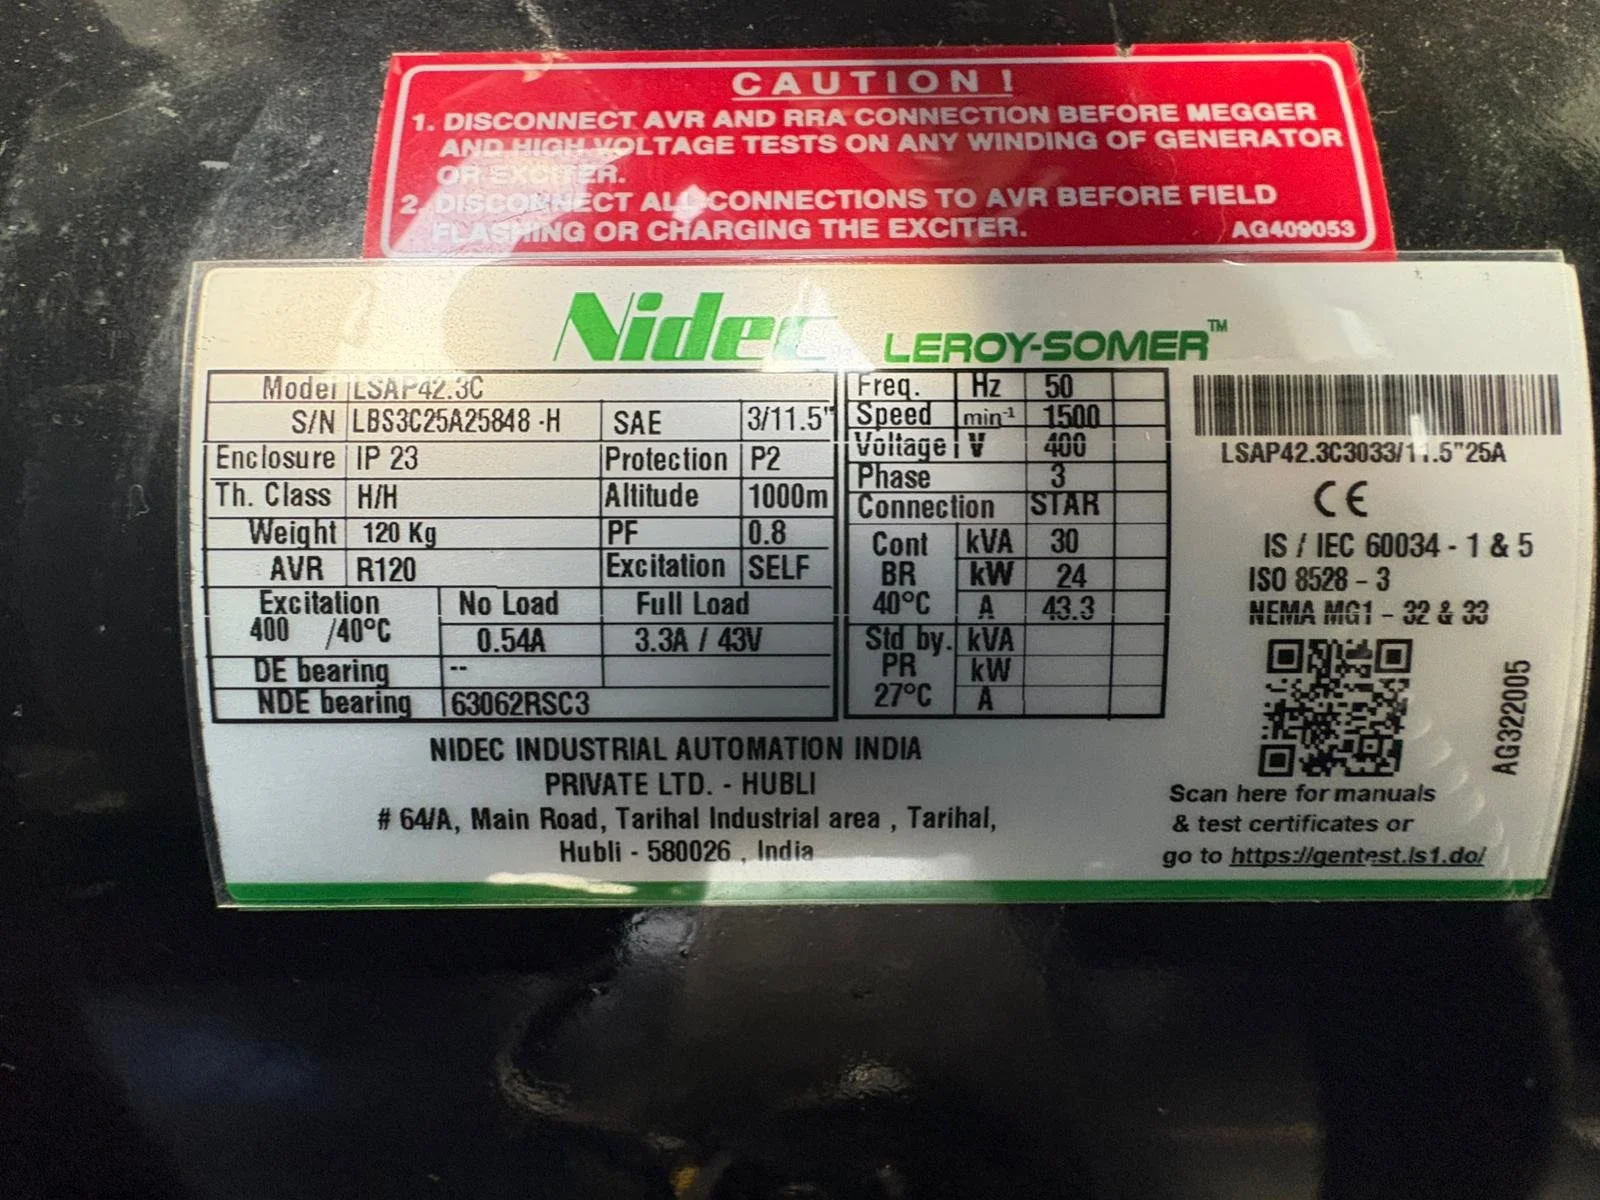 CAUTION !
1. DISCONNECT AVR AND RRA CONNECTION BEFORE MEGGER
AND HIGH VOLTAGE TESTS ON ANY WINDING OF GENERATOR
OR EXCITER.
2. DISCONNECT ALL CONNECTIONS TO AVR BEFORE FIELD
FLASHING OR CHARGING THE EXCITER.
AG409053
Nidec LEROY-SOMER™
Model LSAP42.3C
S/N LBS3C25A25848 -H SAE 3/11.5"
Enclosure IP 23 Protection P2
Th. Class H/H Altitude 1000m
Weight 120 Kg PF 0.8
AVR R120 Excitation SELF
Excitation No Load Full Load
400 /40°C 0.54A 3.3A / 43V
DE bearing --
NDE bearing 63062RSC3
Freq. Hz 50
Speed min-1 1500
Voltage V 400
Phase 3
Connection STAR
Cont kVA 30
BR kW 24
40°C A 43.3
Std by. kVA
PR kW
27°C A
LSAP42.3C3033/11.5"25A
CE
IS / IEC 60034 - 1 & 5
ISO 8528 - 3
NEMA MG1 - 32 & 33
AG322005
Scan here for manuals
& test certificates or
go to https://gentest.ls1.do/
NIDEC INDUSTRIAL AUTOMATION INDIA
PRIVATE LTD. - HUBLI
# 64/A, Main Road, Tarihal Industrial area , Tarihal,
Hubli - 580026 , India